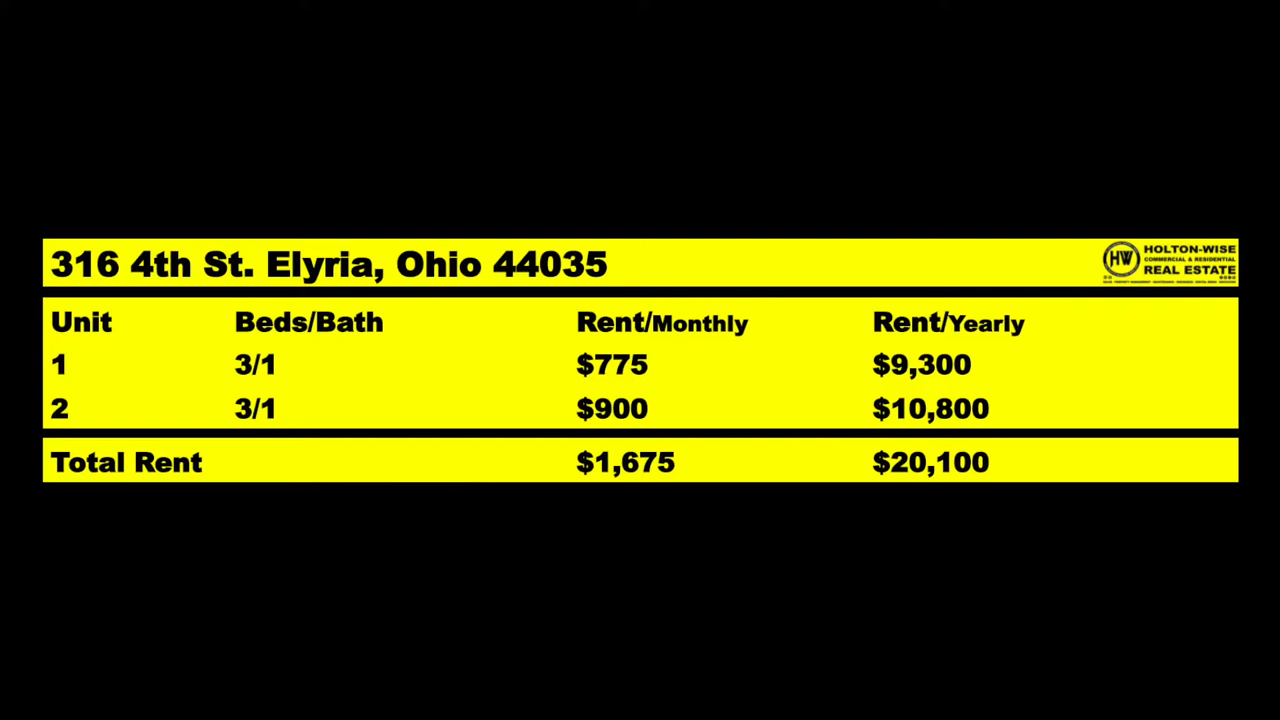 316 4th St. Elyria, Ohio 44035
HOLTON-WISE
COMMERCIAL & RESIDENTIAL
REAL ESTATE
HW
Unit Beds/Bath Rent/Monthly Rent/Yearly
1 3/1 $775 $9,300
2 3/1 $900 $10,800
Total Rent $1,675 $20,100